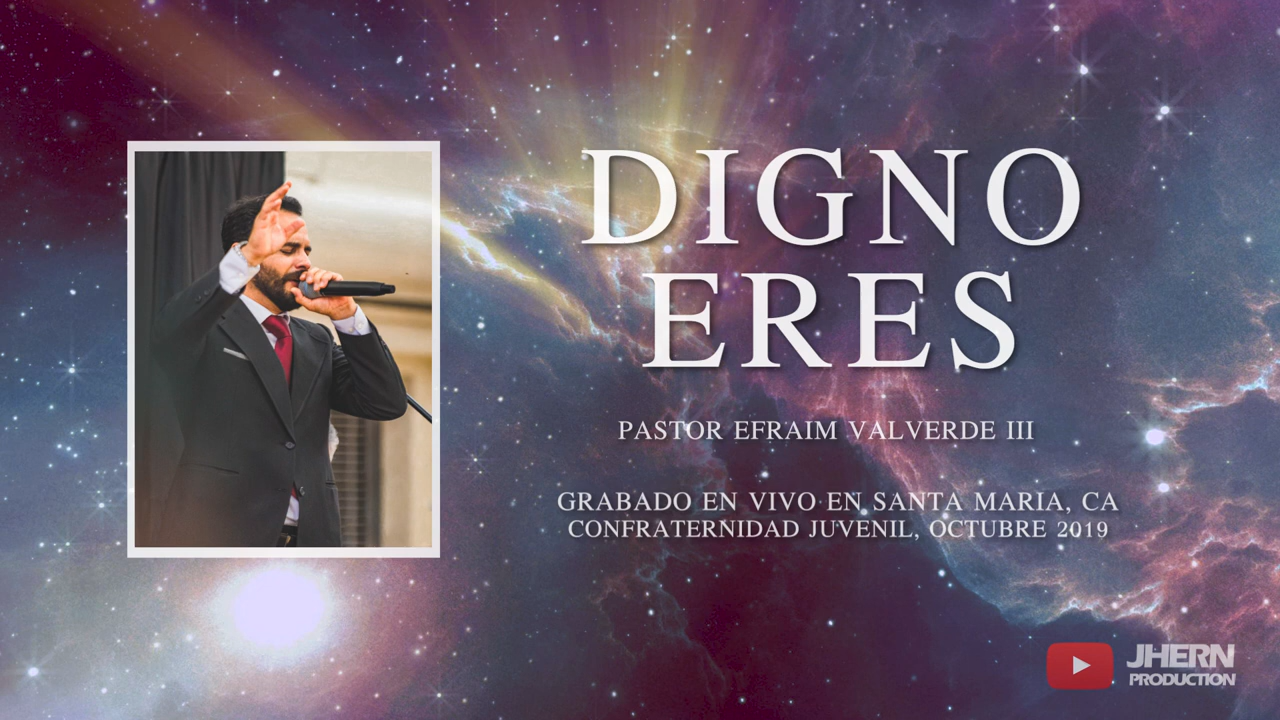 DIGNO
ERES
PASTOR EFRAIM VALVERDE III
GRABADO EN VIVO EN SANTA MARIA, CA
CONFRATERNIDAD JUVENIL, OCTUBRE 2019
JHERN
PRODUCTION